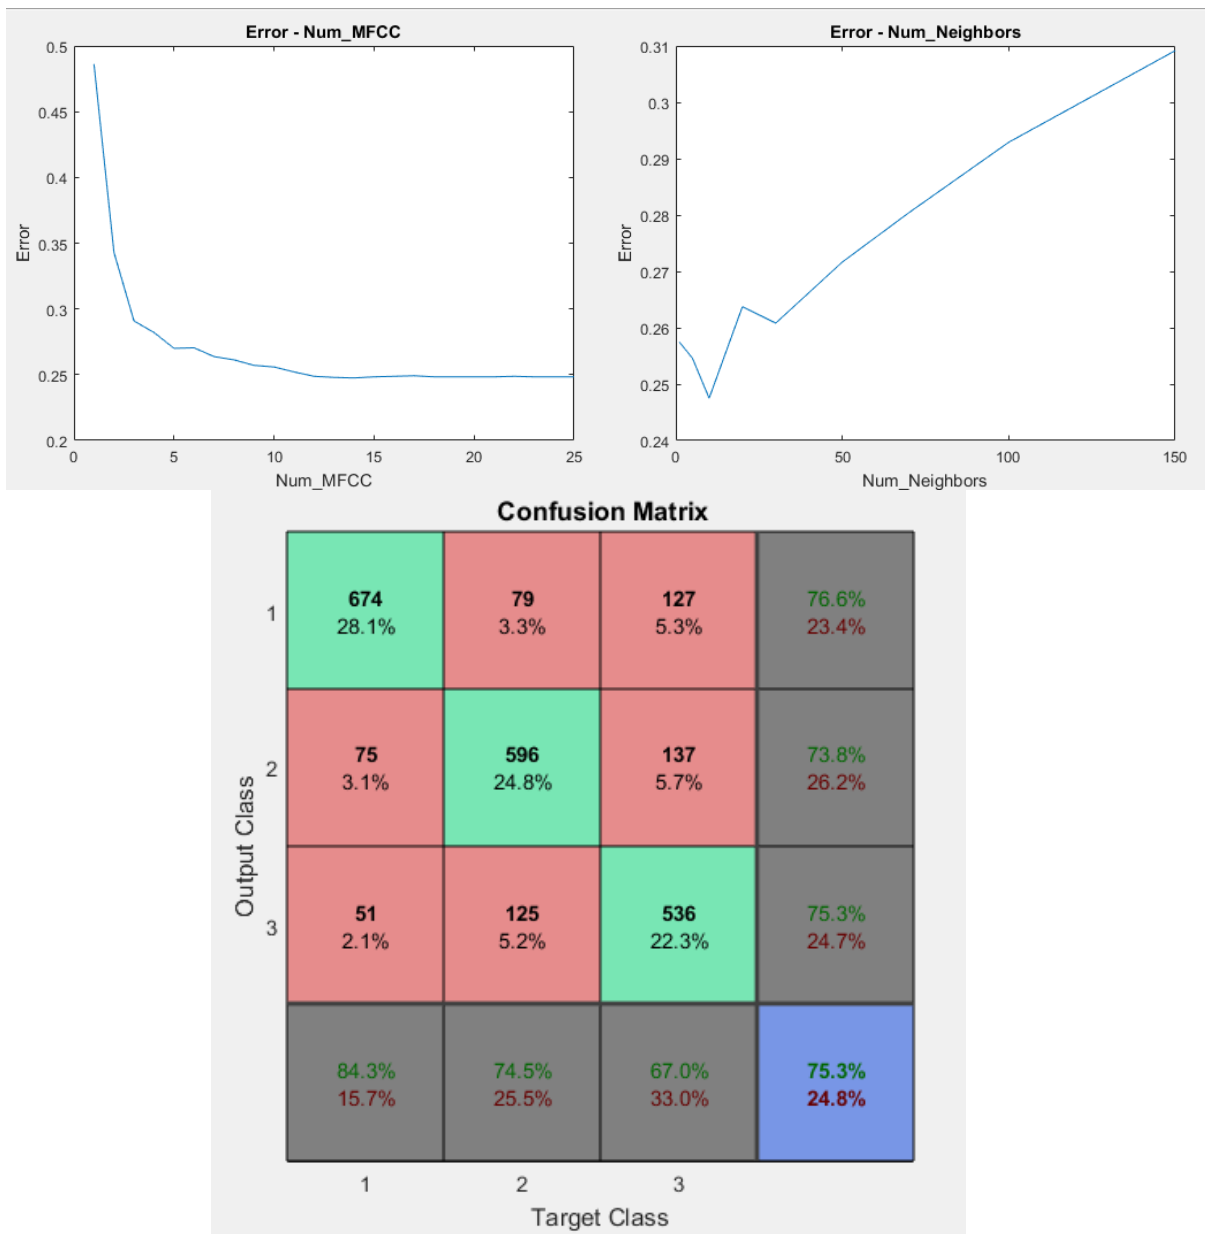 Error - Num_MFCC
0.5
0.45
0.4
0.35
0.3
0.25
0.2
Error
0 5 10 15 20 25
Num_MFCC
Error - Num_Neighbors
0.31
0.3
0.29
0.28
0.27
0.26
0.25
0.24
Error
0 50 100 150
Num_Neighbors
Confusion Matrix
Output Class
1
674 79 127 76.6%
28.1% 3.3% 5.3% 23.4%
2
75 596 137 73.8%
3.1% 24.8% 5.7% 26.2%
3
51 125 536 75.3%
2.1% 5.2% 22.3% 24.7%
84.3% 74.5% 67.0% 75.3%
15.7% 25.5% 33.0% 24.8%
1 2 3
Target Class